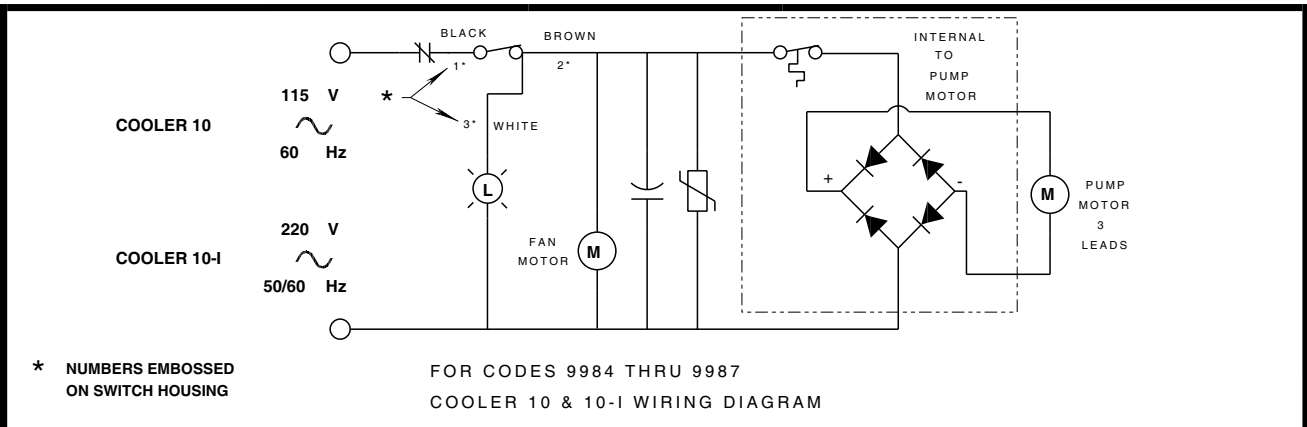 BLACK
BROWN
1*
2*
*
3*
WHITE
INTERNAL
TO
PUMP
MOTOR
115 V
COOLER 10
60 Hz
L
+
-
M
PUMP
MOTOR
3
LEADS
220 V
COOLER 10-I
50/60 Hz
FAN
MOTOR
M
* NUMBERS EMBOSSED
ON SWITCH HOUSING
FOR CODES 9984 THRU 9987
COOLER 10 & 10-I WIRING DIAGRAM